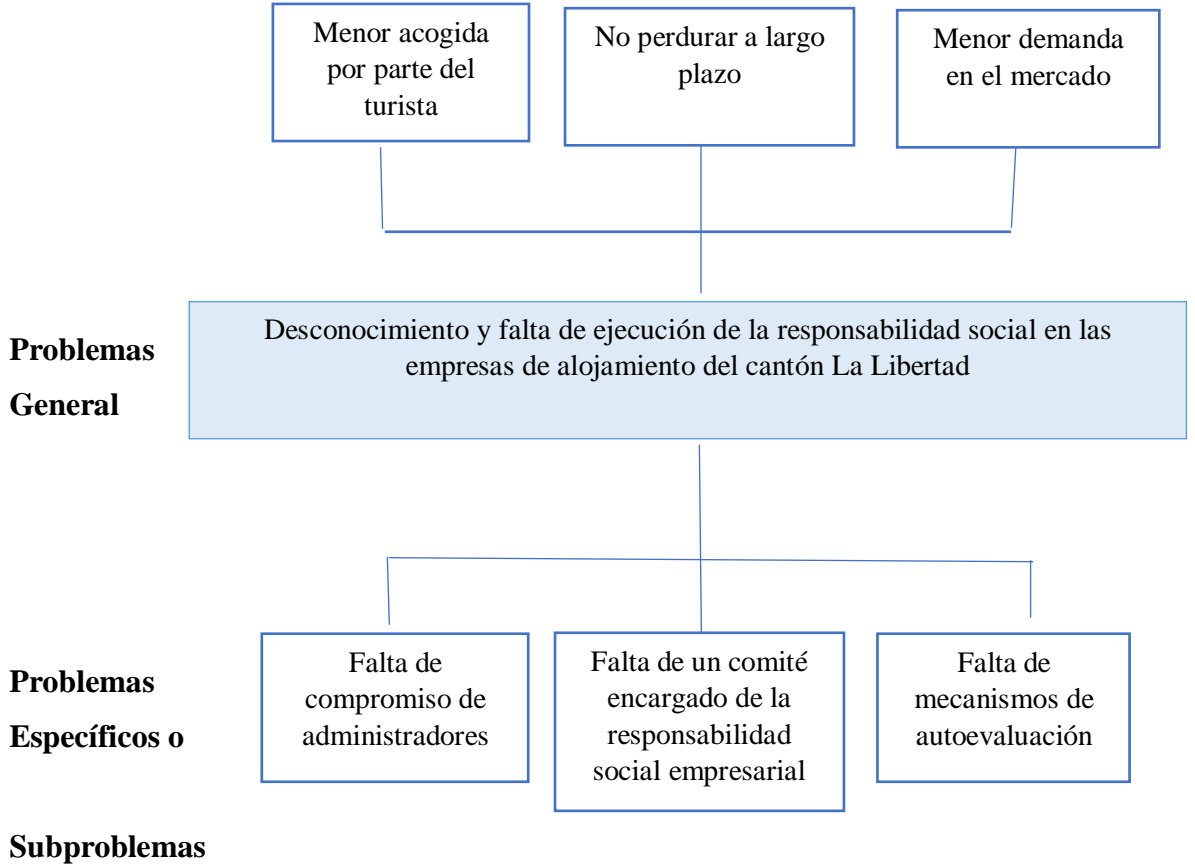 Menor acogida
por parte del
turista
No perdurar a largo
plazo
Menor demanda
en el mercado
Problemas
General
Desconocimiento y falta de ejecución de la responsabilidad social en las
empresas de alojamiento del cantón La Libertad
Problemas
Específicos o
Subproblemas
Falta de
compromiso de
administradores
Falta de un comité
encargado de la
responsabilidad
social empresarial
Falta de
mecanismos de
autoevaluación